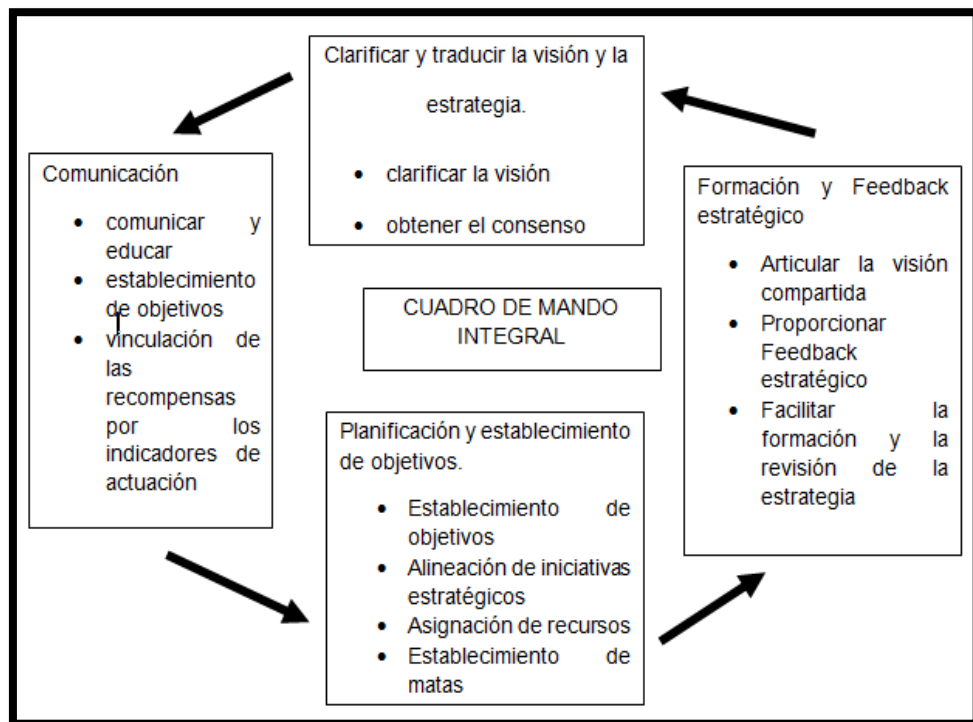 Clarificar y traducir la visión y la
estrategia.
• clarificar la visión
• obtener el consenso
Comunicación
• comunicar y
educar
• establecimiento
de objetivos
• vinculación de
las
recompensas
por los
indicadores de
actuación
CUADRO DE MANDO
INTEGRAL
Planificación y establecimiento
de objetivos.
• Establecimiento de
objetivos
• Alineación de iniciativas
estratégicos
• Asignación de recursos
• Establecimiento de
matas
Formación y Feedback
estratégico
• Articular la visión
compartida
• Proporcionar
Feedback
estratégico
• Facilitar la
formación y la
revisión de la
estrategia